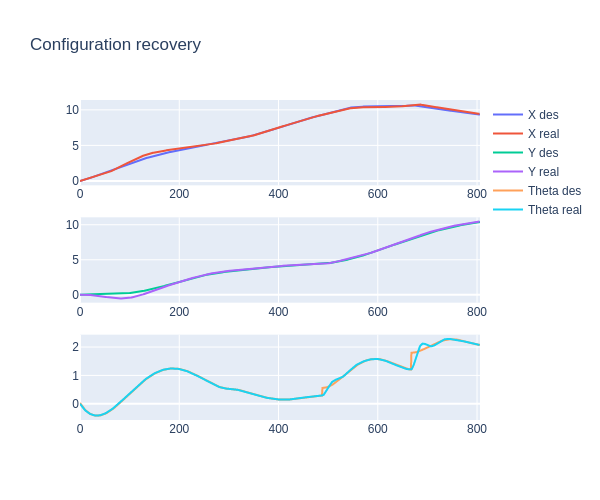 Configuration recovery
10
5
0
0 200 400 600 800
X des
X real
Y des
Y real
Theta des
Theta real
10
5
0
0 200 400 600 800
2
1
0
0 200 400 600 800